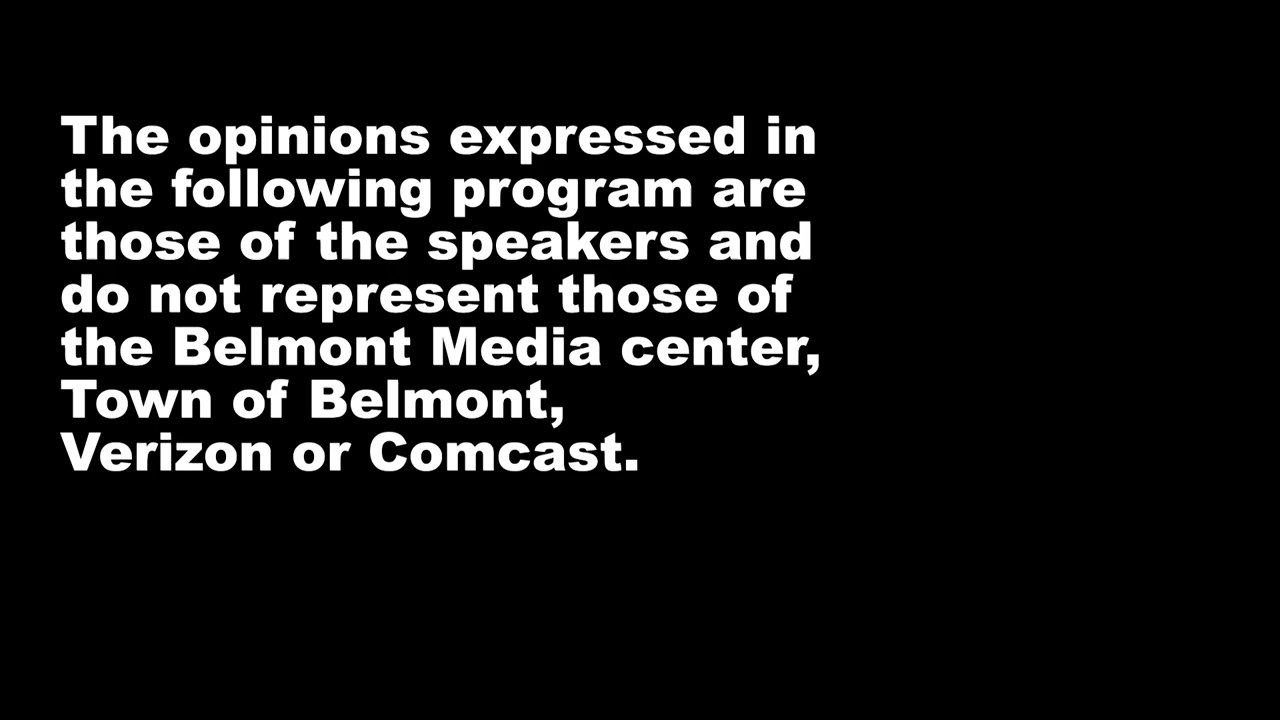 The opinions expressed in
the following program are
those of the speakers and
do not represent those of
the Belmont Media center,
Town of Belmont,
Verizon or Comcast.